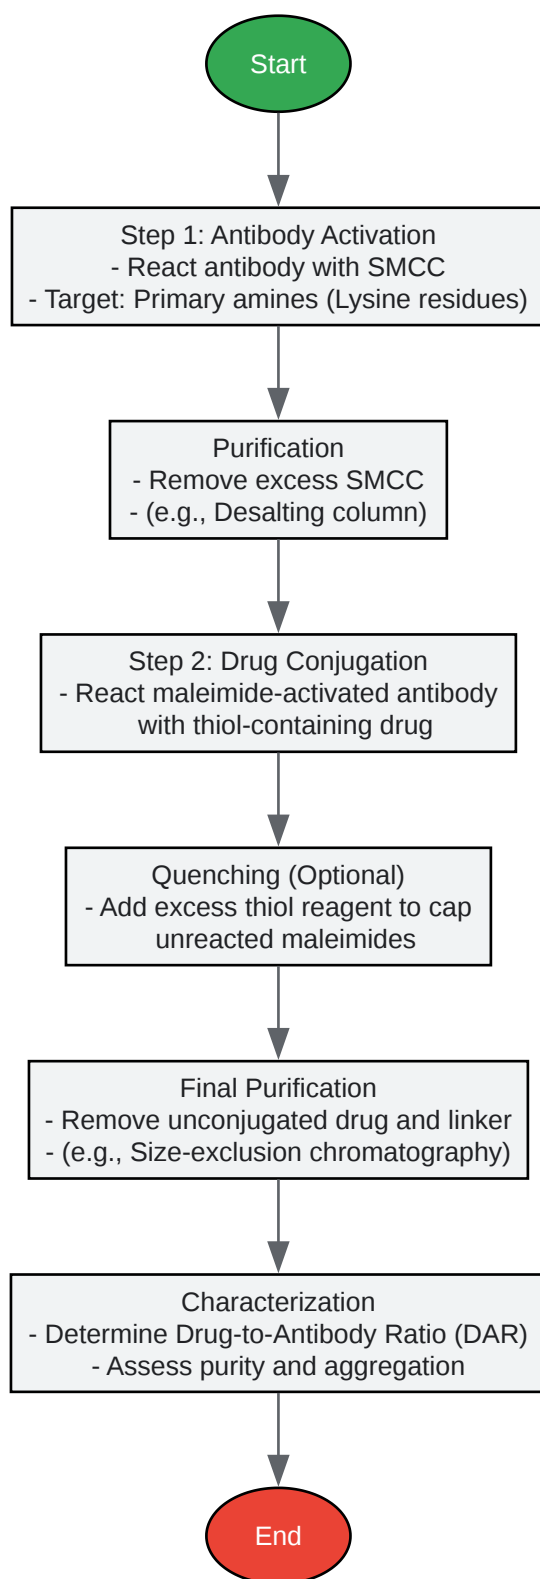 Start
Step 1: Antibody Activation
- React antibody with SMCC
- Target: Primary amines (Lysine residues)
Purification
- Remove excess SMCC
- (e.g., Desalting column)
Step 2: Drug Conjugation
- React maleimide-activated antibody
with thiol-containing drug
Quenching (Optional)
- Add excess thiol reagent to cap
unreacted maleimides
Final Purification
- Remove unconjugated drug and linker
- (e.g., Size-exclusion chromatography)
Characterization
- Determine Drug-to-Antibody Ratio (DAR)
- Assess purity and aggregation
End